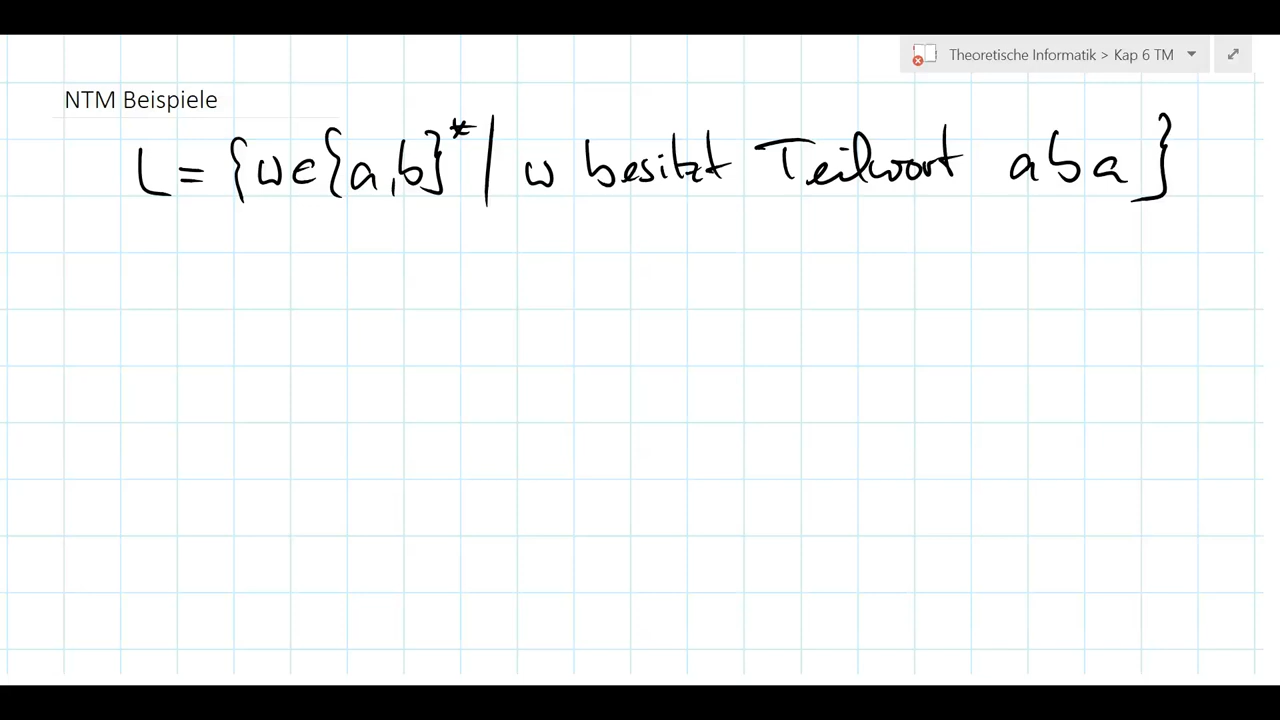 Theoretische Informatik > Kap 6 TM
NTM Beispiele
L = {w ∈ {a,b}* | w besitzt Teilwort aba}